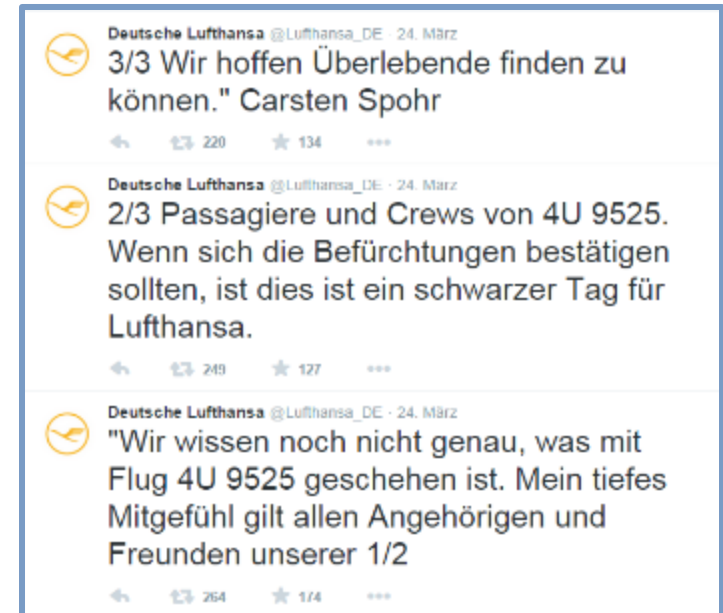 Deutsche Lufthansa @Lufthansa_DE · 24. März
3/3 Wir hoffen Überlebende finden zu
können." Carsten Spohr
220 134
Deutsche Lufthansa @Lufthansa_DE · 24. März
2/3 Passagiere und Crews von 4U 9525.
Wenn sich die Befürchtungen bestätigen
sollten, ist dies ist ein schwarzer Tag für
Lufthansa.
249 127
Deutsche Lufthansa @Lufthansa_DE · 24. März
"Wir wissen noch nicht genau, was mit
Flug 4U 9525 geschehen ist. Mein tiefes
Mitgefühl gilt allen Angehörigen und
Freunden unserer 1/2
264 174